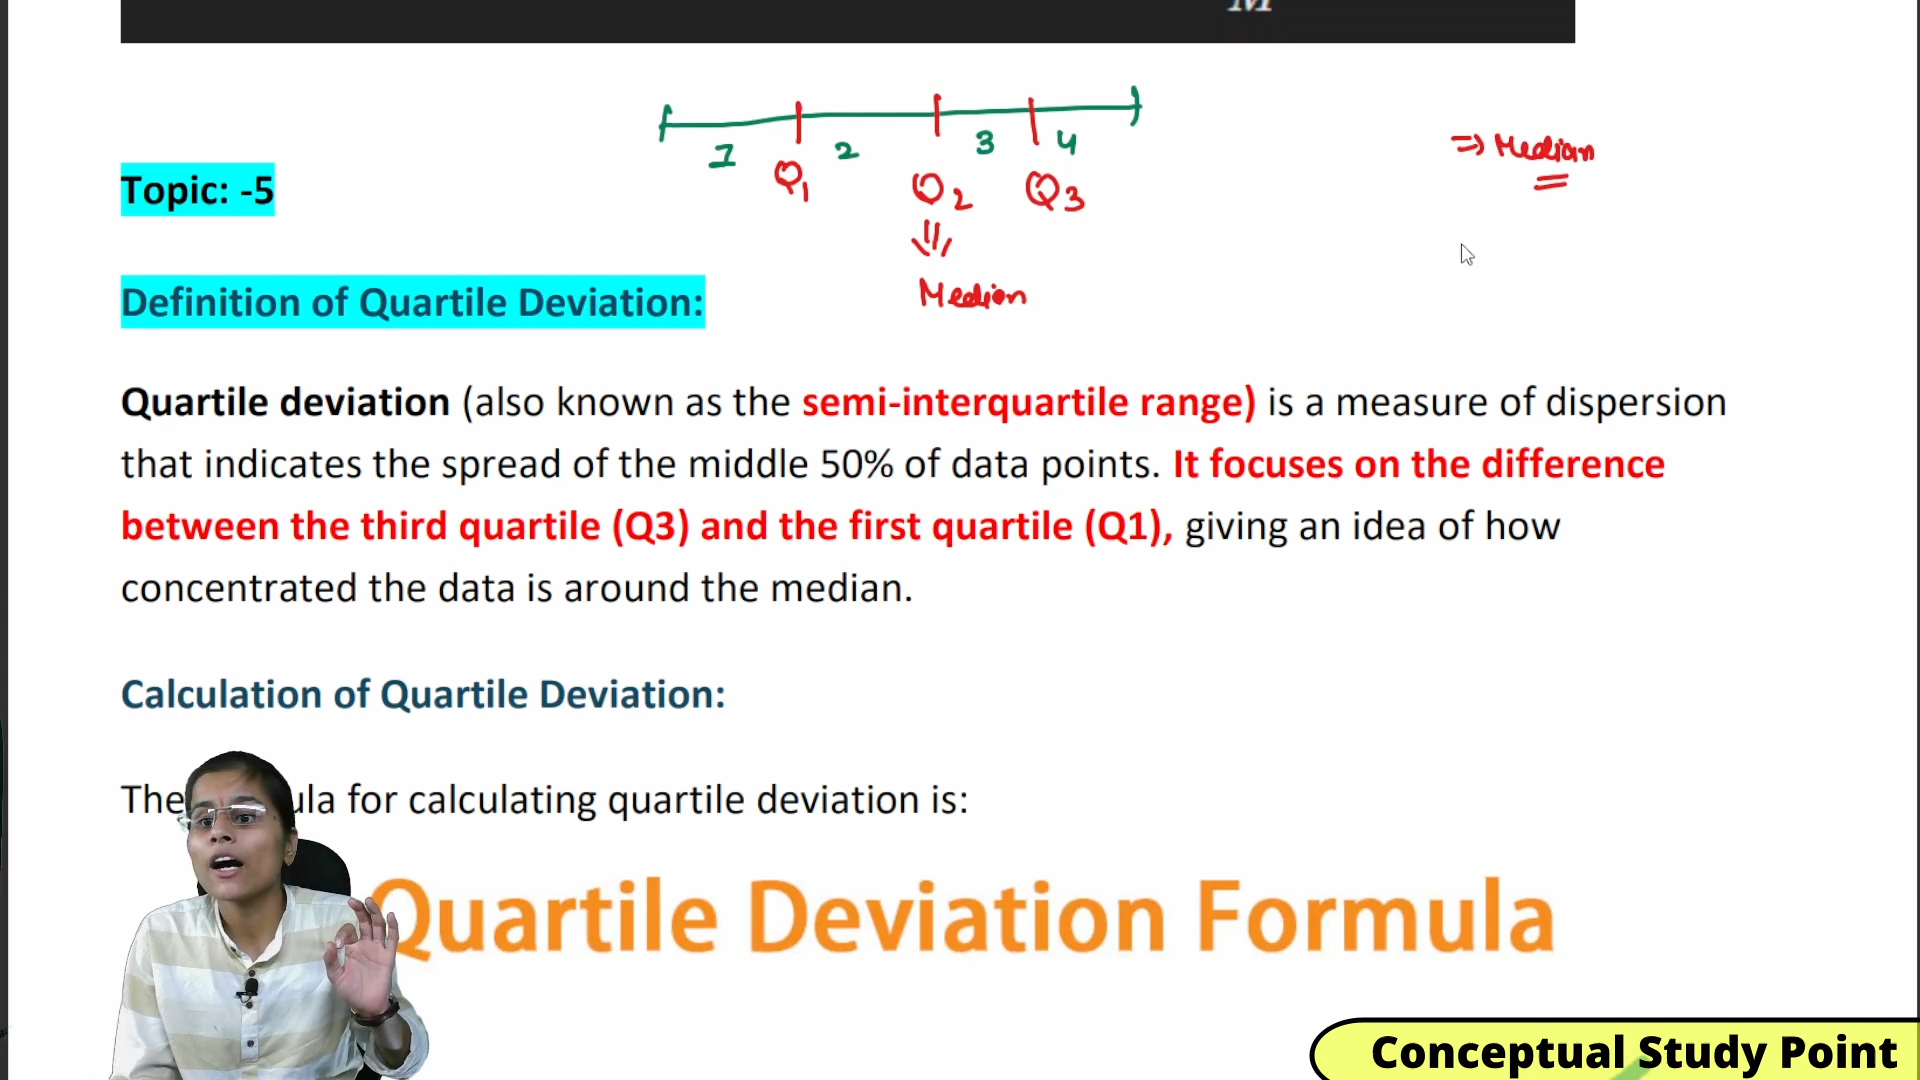 M
1 2 3 4
Q1 Q2 Q3
⇒ Median
Median
Topic: -5
Definition of Quartile Deviation:
Quartile deviation (also known as the semi-interquartile range) is a measure of dispersion
that indicates the spread of the middle 50% of data points. It focuses on the difference
between the third quartile (Q3) and the first quartile (Q1), giving an idea of how
concentrated the data is around the median.
Calculation of Quartile Deviation:
The ula for calculating quartile deviation is:
Quartile Deviation Formula
Conceptual Study Point